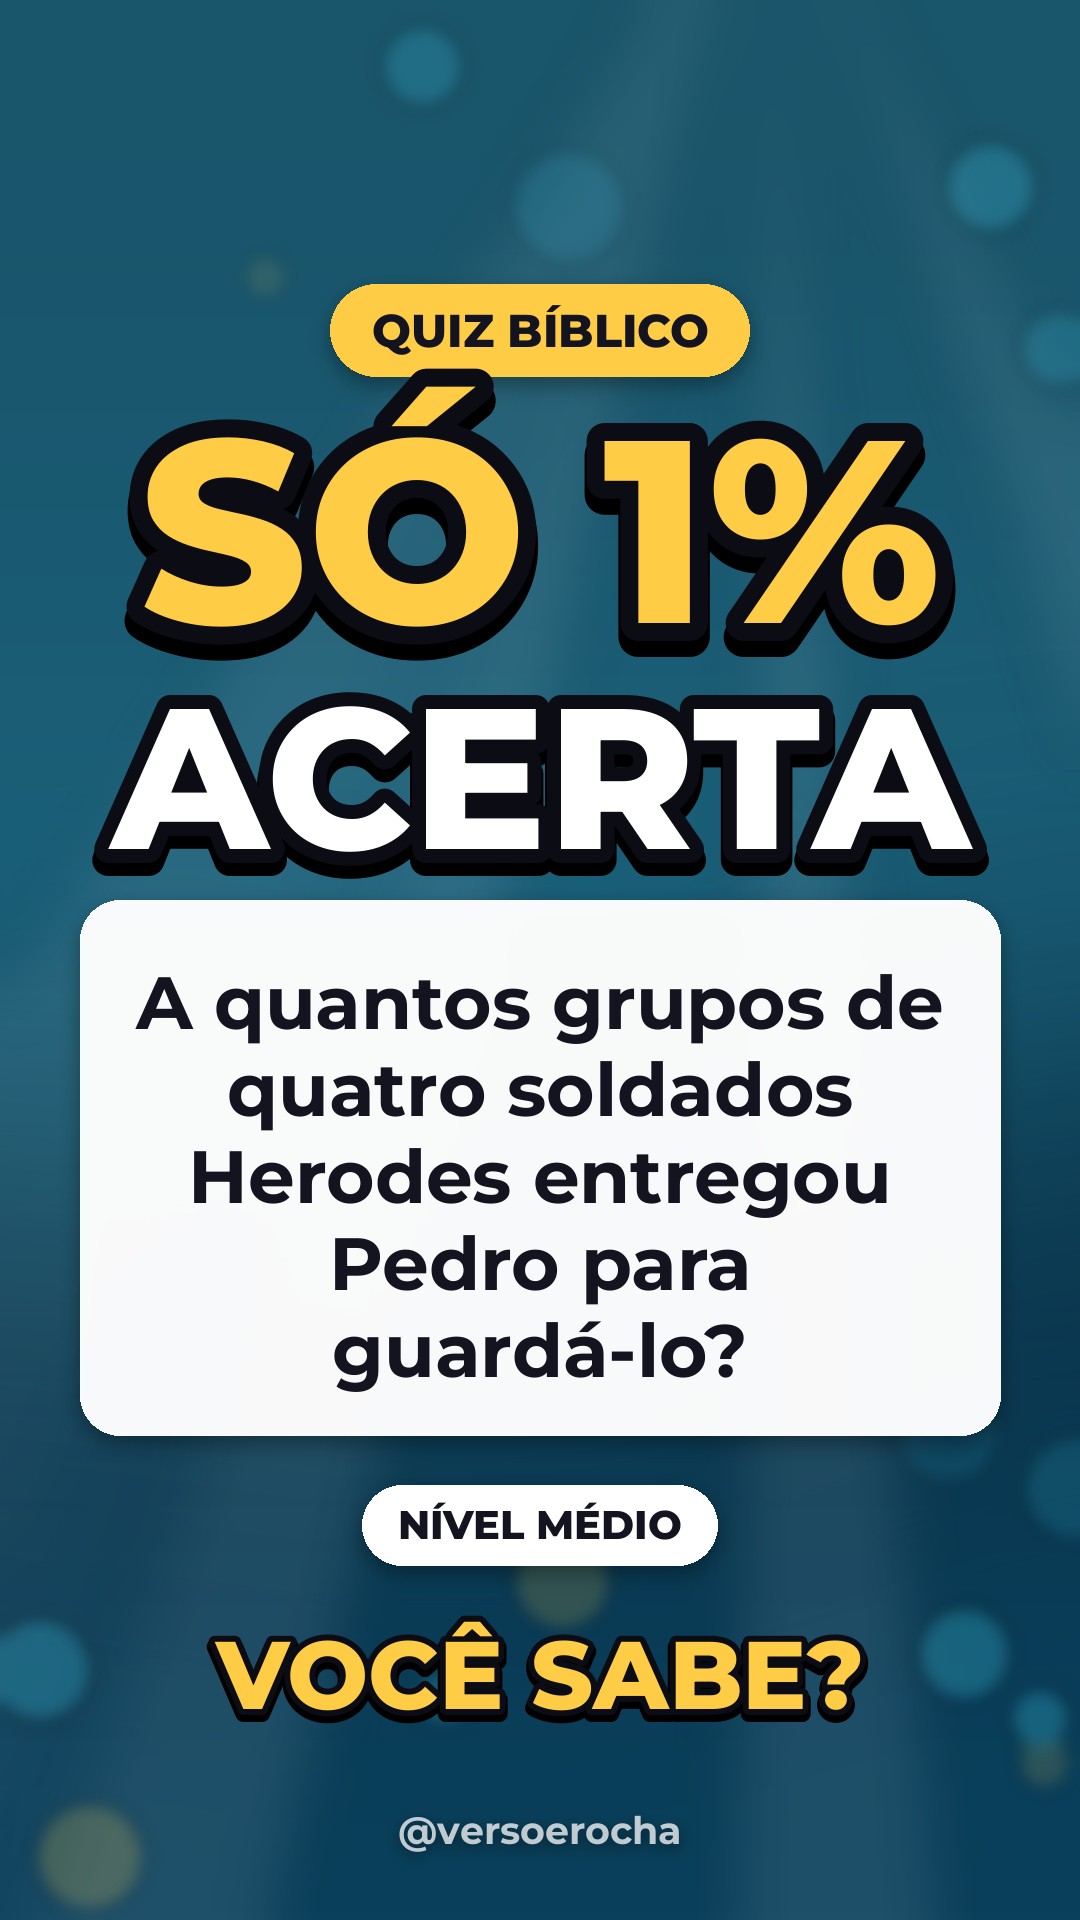 QUIZ BÍBLICO
SÓ 1%
ACERTA
A quantos grupos de
quatro soldados
Herodes entregou
Pedro para
guardá-lo?
NÍVEL MÉDIO
VOCÊ SABE?
@versoerocha